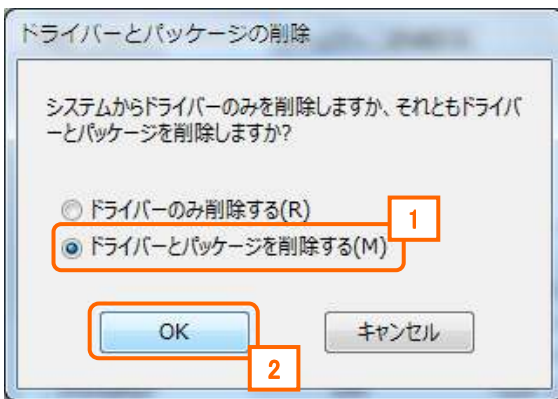 ドライバーとパッケージの削除
システムからドライバーのみを削除しますか、それともドライバ
ーとパッケージを削除しますか?
ドライバーのみ削除する(R)
1
ドライバーとパッケージを削除する(M)
OK
キャンセル
2